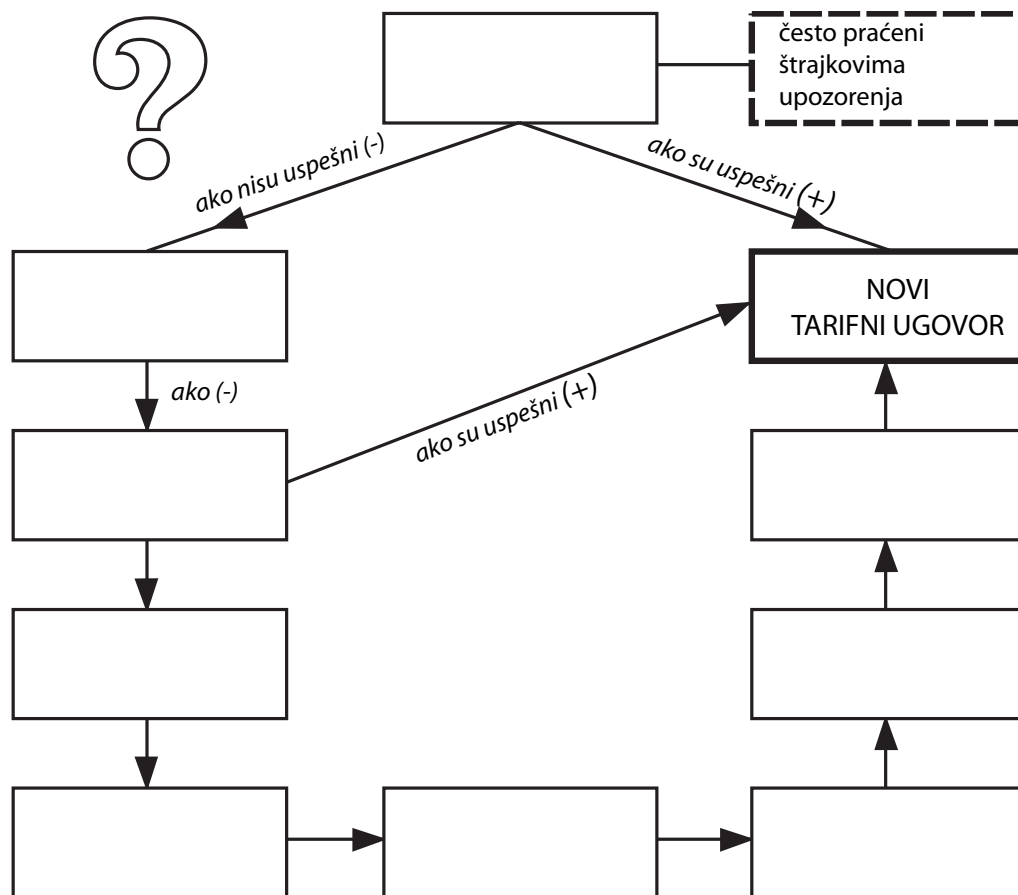 ?
često praćeni
štrajkovima
upozorenja
ako nisu uspešni (-)
ako su uspešni (+)
NOVI
TARIFNI UGOVOR
ako (-)
ako su uspešni (+)